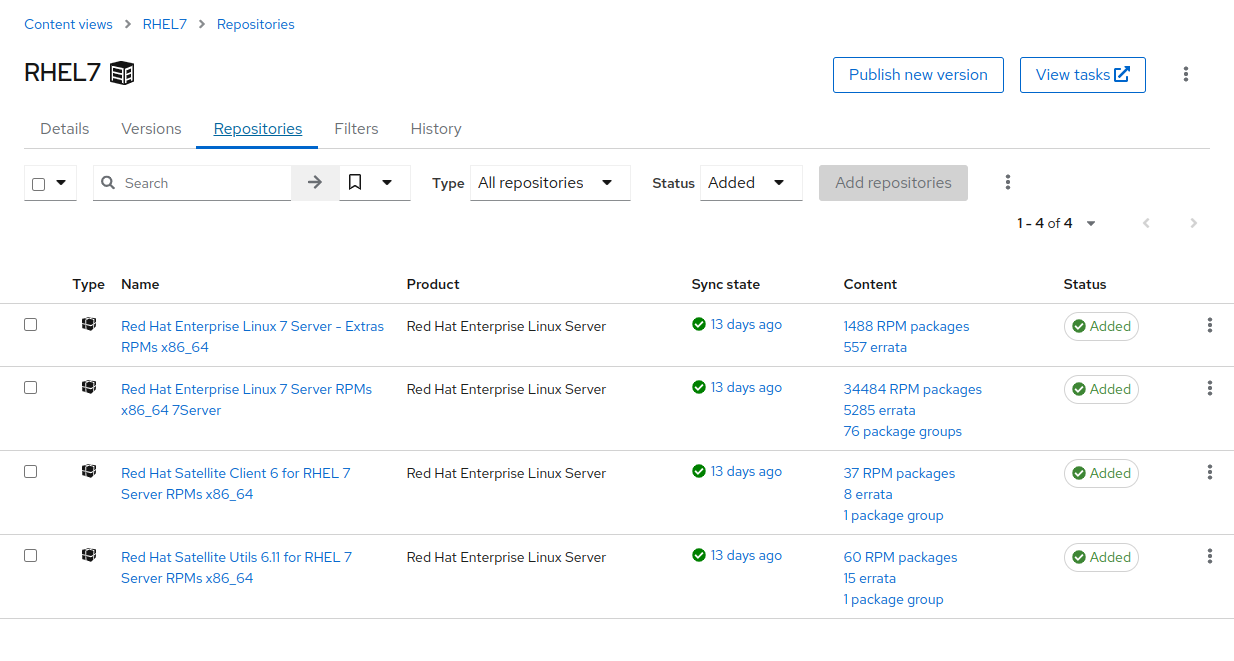 Content views > RHEL7 > Repositories
RHEL7
Publish new version
View tasks
Details Versions Repositories Filters History
Search
Type All repositories
Status Added
Add repositories
1 - 4 of 4
Type Name Product Sync state Content Status
Red Hat Enterprise Linux 7 Server - Extras
RPMs x86_64
Red Hat Enterprise Linux Server
13 days ago
1488 RPM packages
557 errata
Added
Red Hat Enterprise Linux 7 Server RPMs
x86_64 7Server
Red Hat Enterprise Linux Server
13 days ago
34484 RPM packages
5285 errata
76 package groups
Added
Red Hat Satellite Client 6 for RHEL 7
Server RPMs x86_64
Red Hat Enterprise Linux Server
13 days ago
37 RPM packages
8 errata
1 package group
Added
Red Hat Satellite Utils 6.11 for RHEL 7
Server RPMs x86_64
Red Hat Enterprise Linux Server
13 days ago
60 RPM packages
15 errata
1 package group
Added